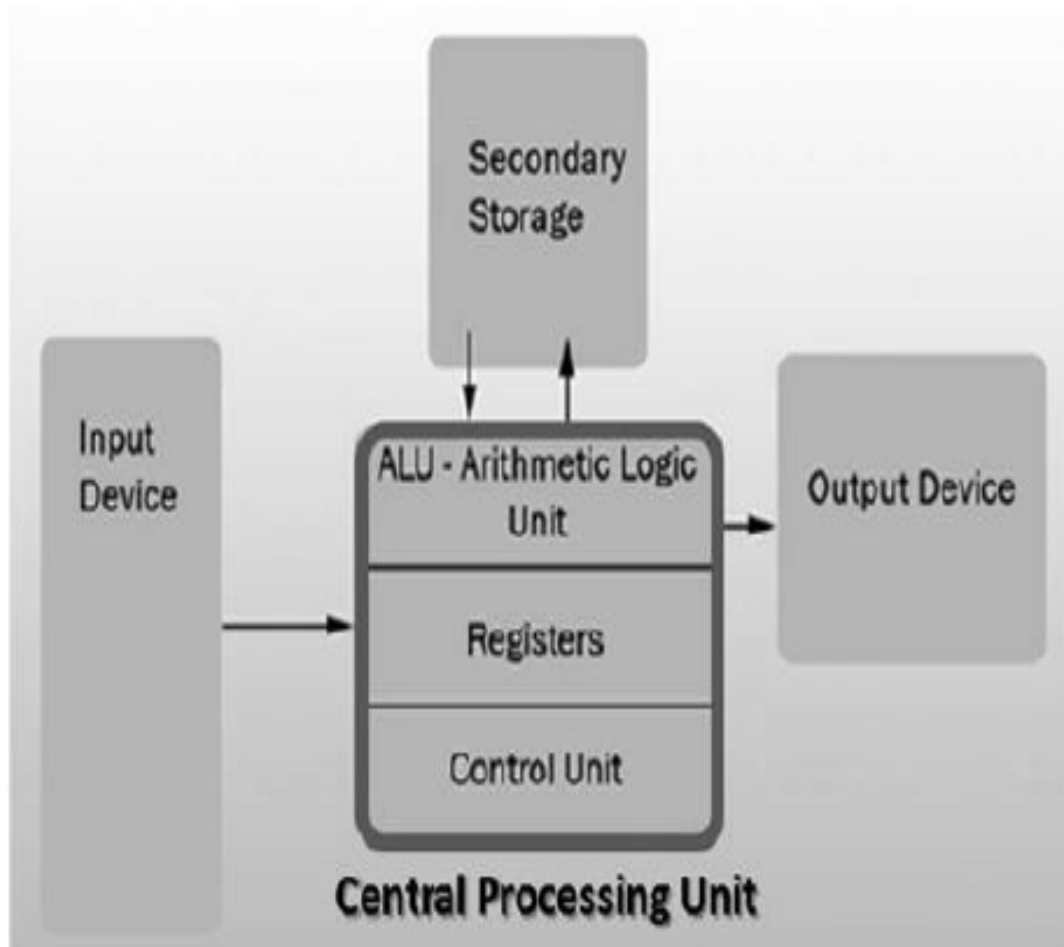 Secondary
Storage
Input
Device
ALU - Arithmetic Logic
Unit
Output Device
Registers
Control Unit
Central Processing Unit